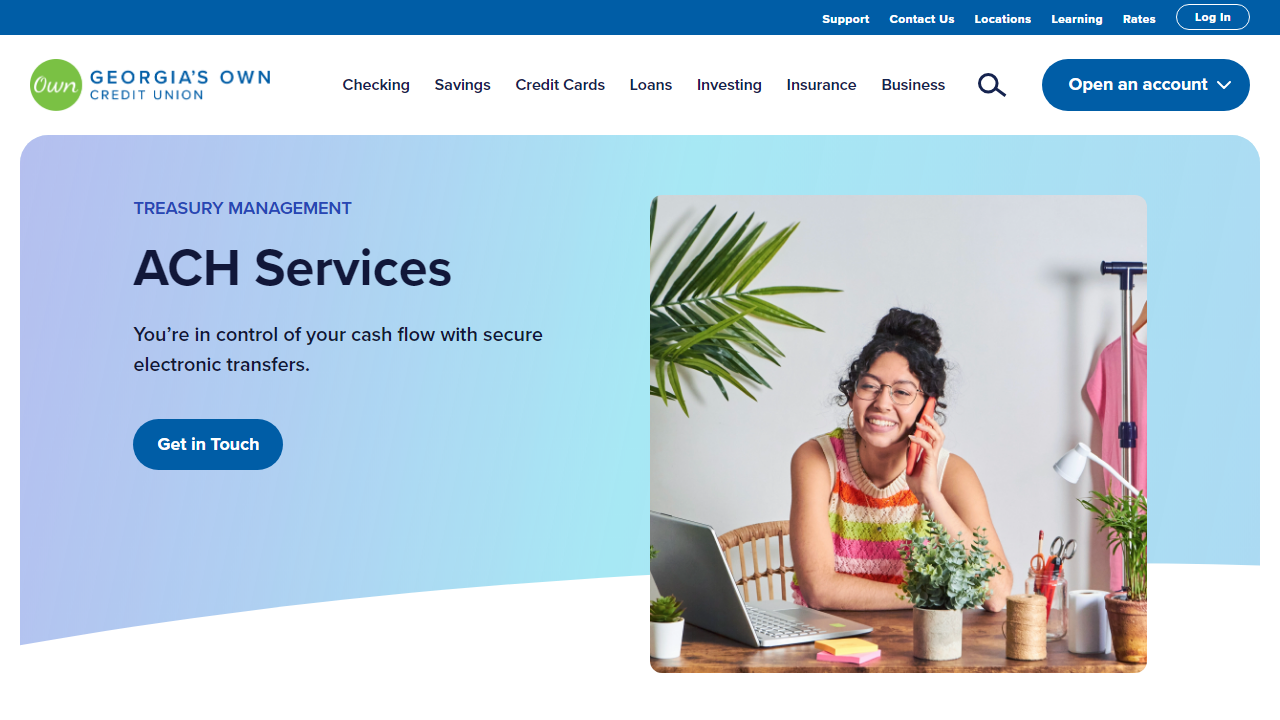 Support Contact Us Locations Learning Rates Log In
Own GEORGIA'S OWN
CREDIT UNION
Checking Savings Credit Cards Loans Investing Insurance Business Open an account
TREASURY MANAGEMENT
ACH Services
You’re in control of your cash flow with secure
electronic transfers.
Get in Touch